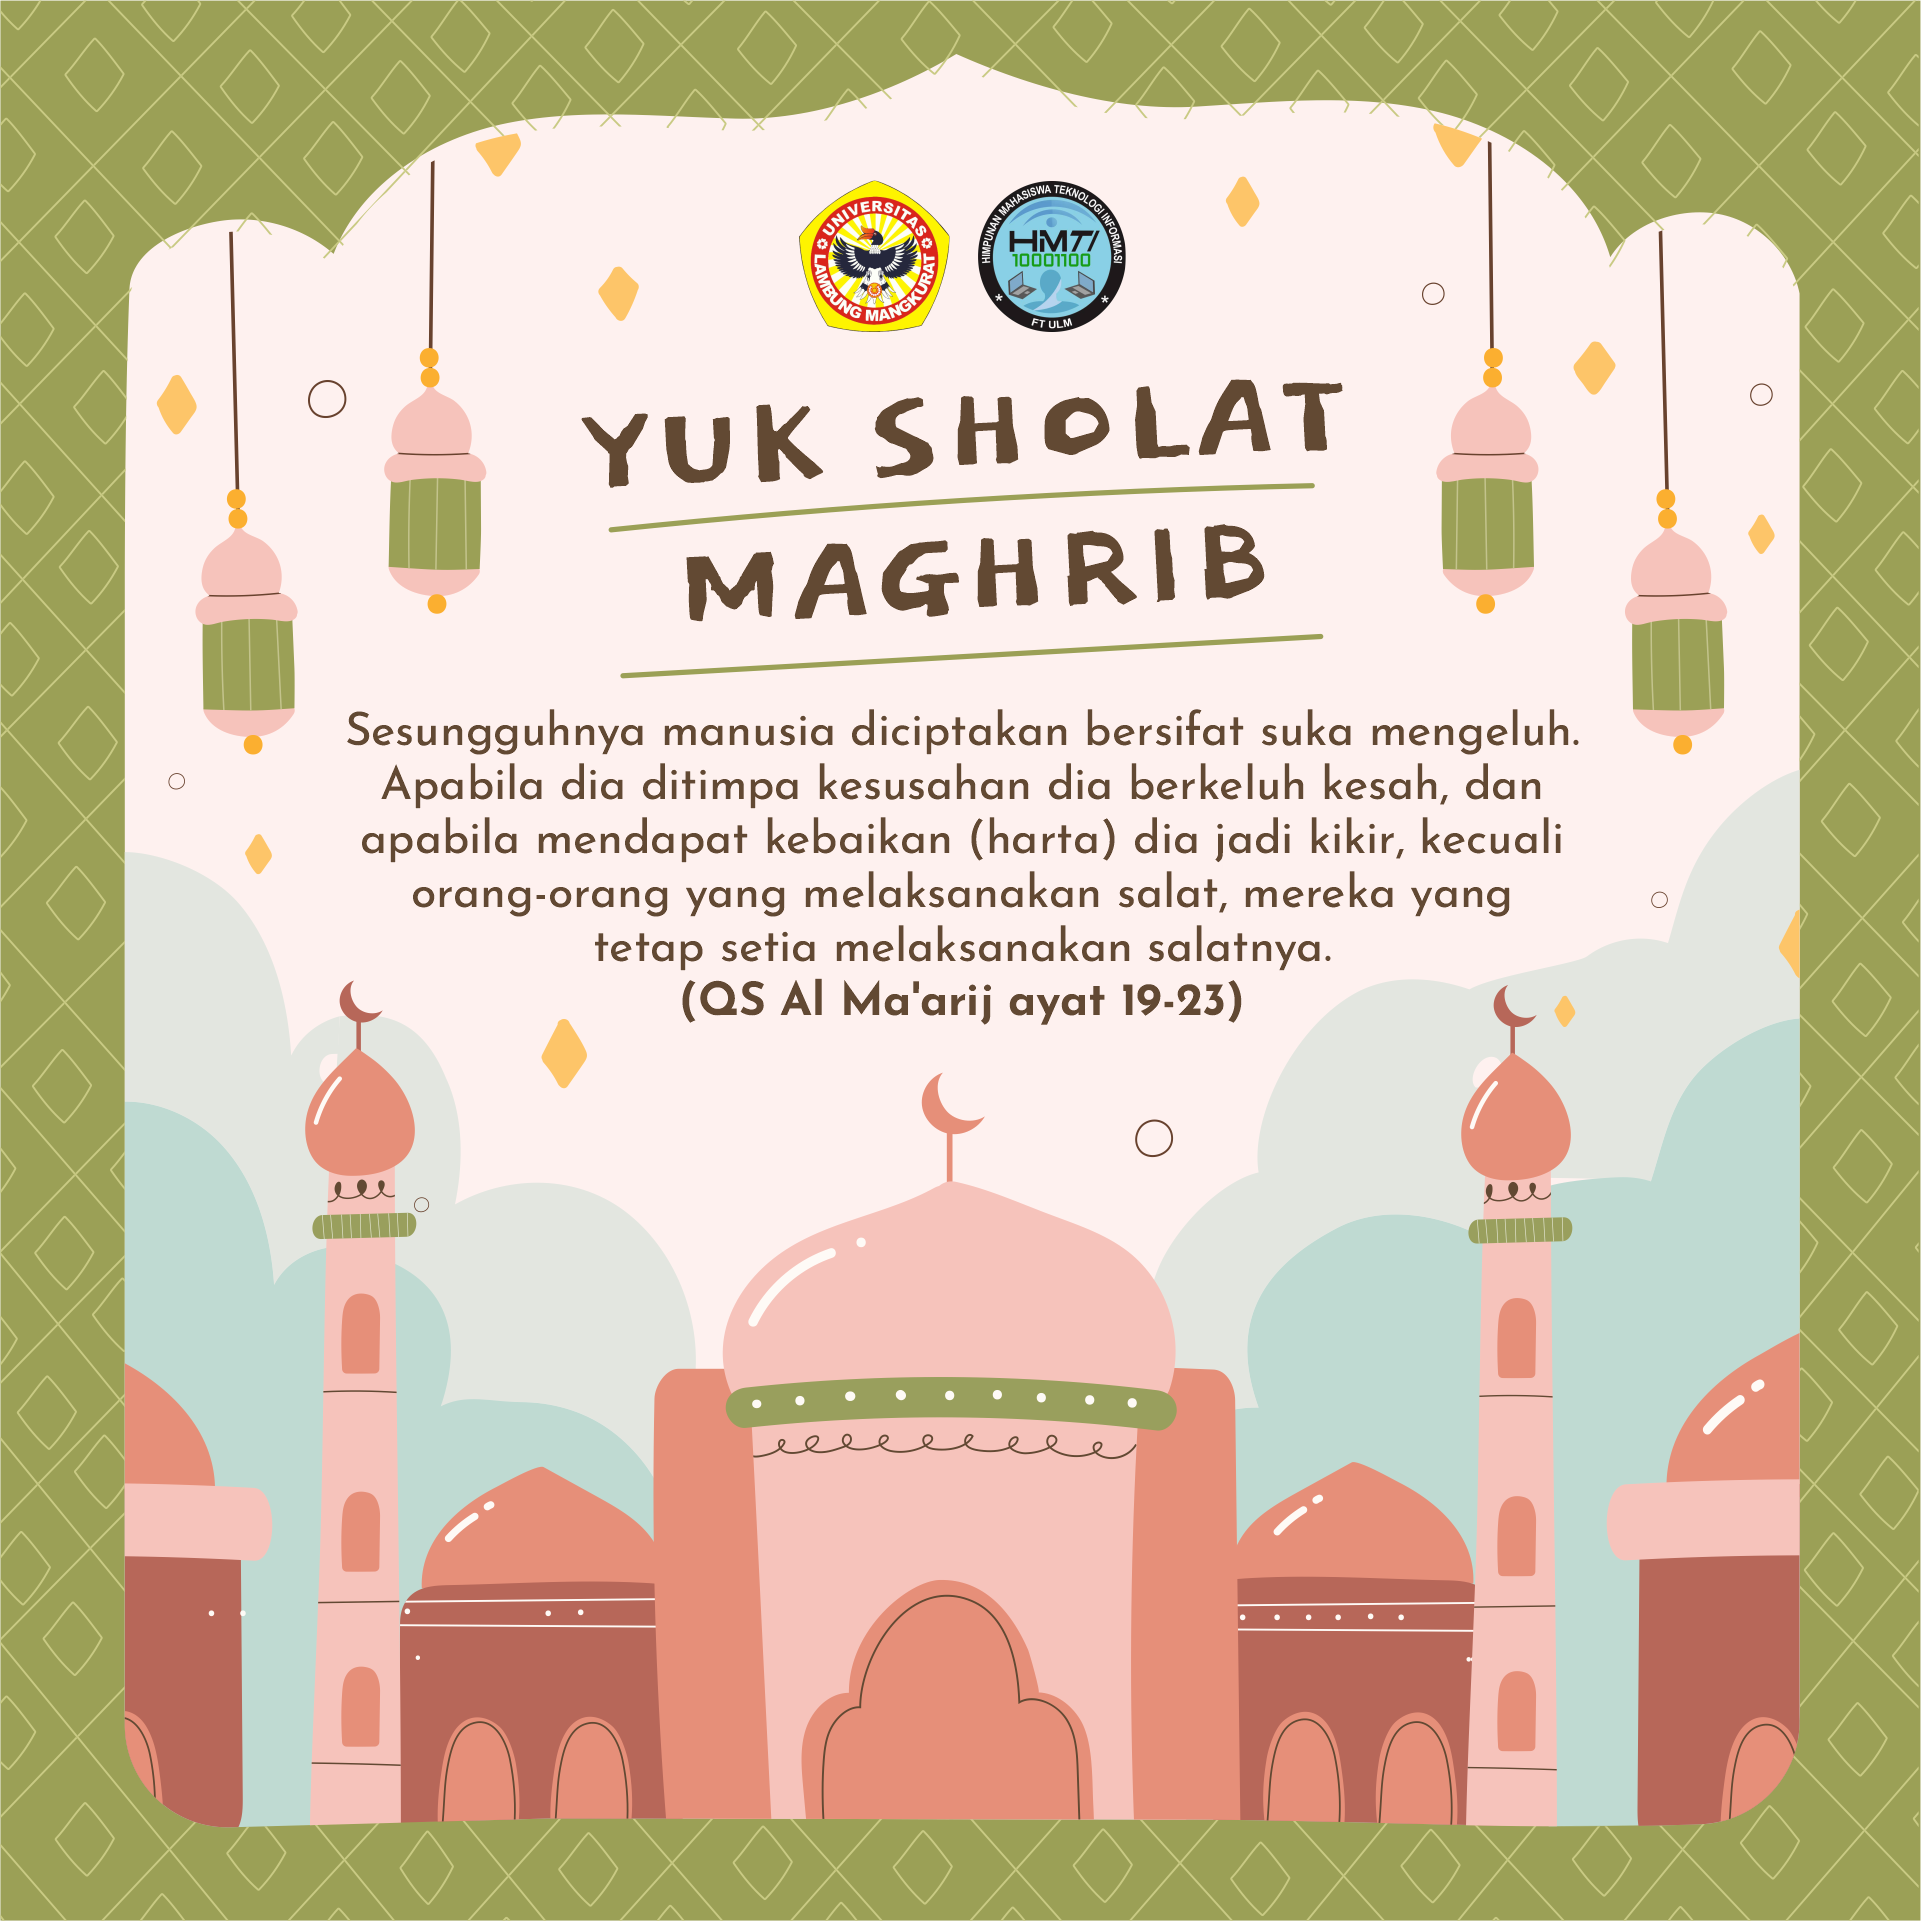 UNIVERSITAS
LAMBUNG MANGKURAT
HIMPUNAN MAHASISWA TEKNOLOGI INFORMASI
HMTI
10001100
* FT ULM *
YUK SHOLAT
MAGHRIB
Sesungguhnya manusia diciptakan bersifat suka mengeluh.
Apabila dia ditimpa kesusahan dia berkeluh kesah, dan
apabila mendapat kebaikan (harta) dia jadi kikir, kecuali
orang-orang yang melaksanakan salat, mereka yang
tetap setia melaksanakan salatnya.
(QS Al Ma'arij ayat 19-23)